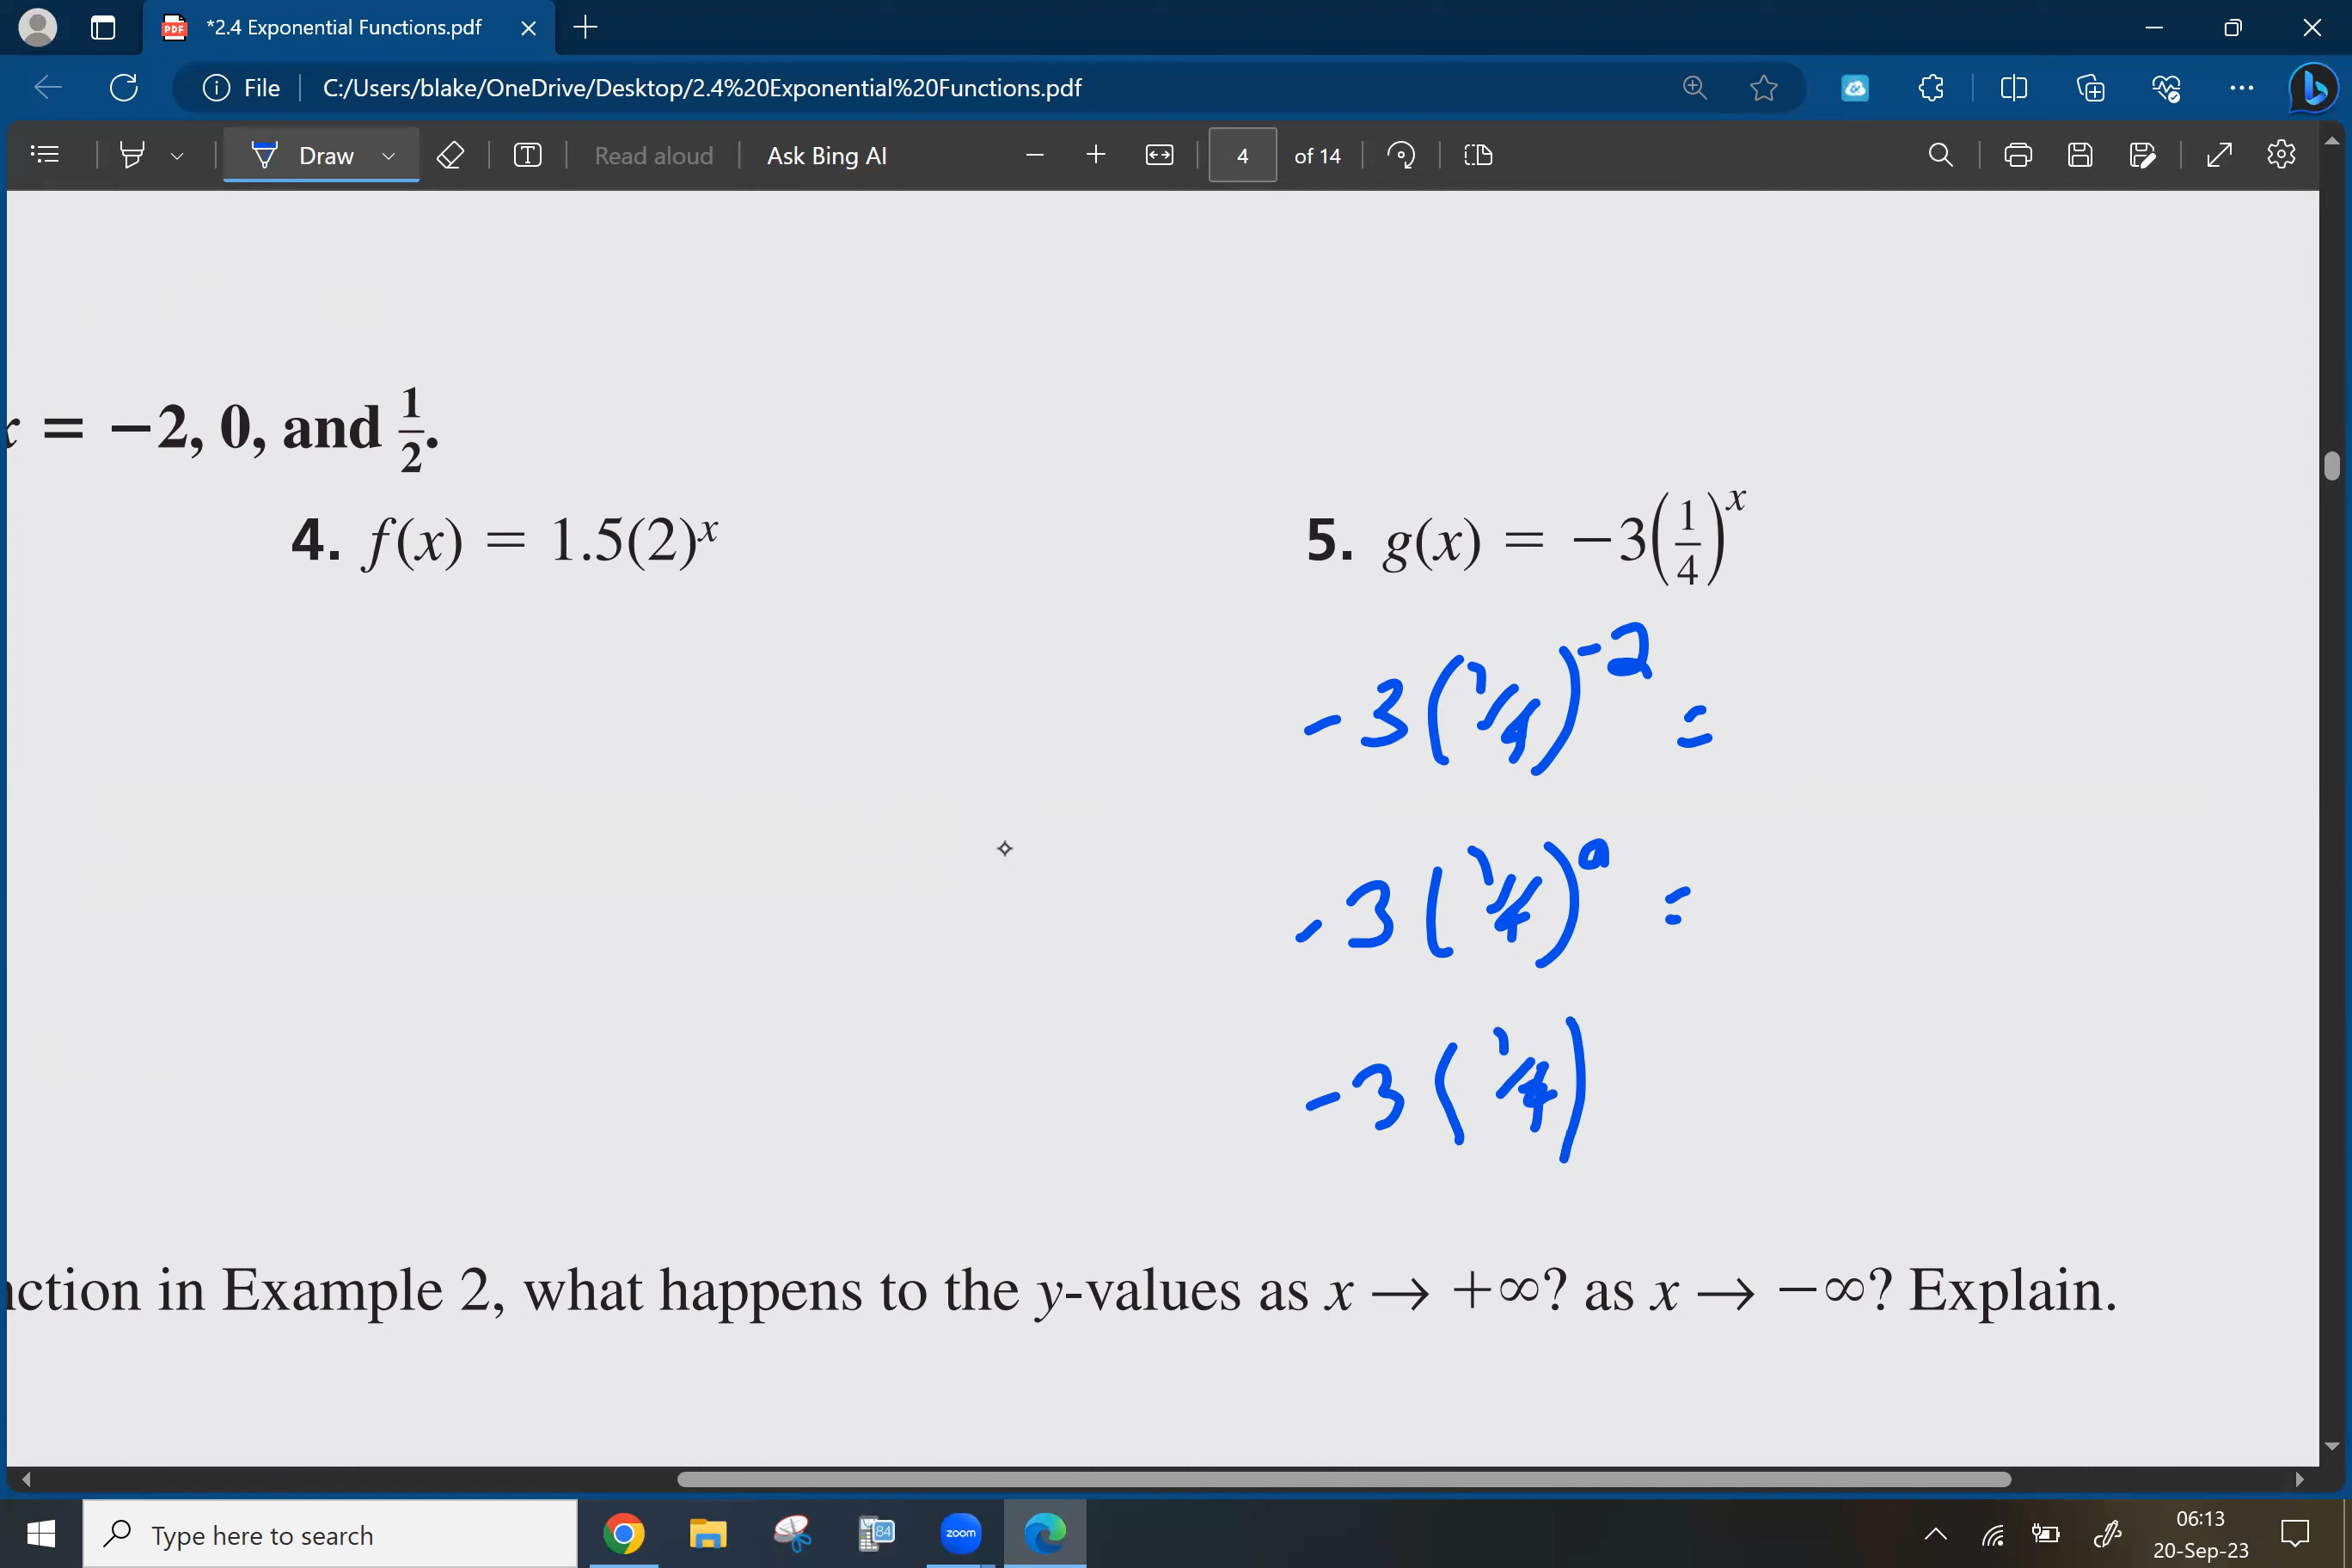 *2.4 Exponential Functions.pdf
File C:/Users/blake/OneDrive/Desktop/2.4%20Exponential%20Functions.pdf
Draw Read aloud Ask Bing AI 4 of 14
x = −2, 0, and 1/2.
4. f(x) = 1.5(2)^x
5. g(x) = −3(1/4)^x
-3(1/4)^-2 =
-3(1/4)^0 =
-3(1/4)
nction in Example 2, what happens to the y-values as x → +∞? as x → −∞? Explain.
Type here to search
84
zoom
06:13
20-Sep-23